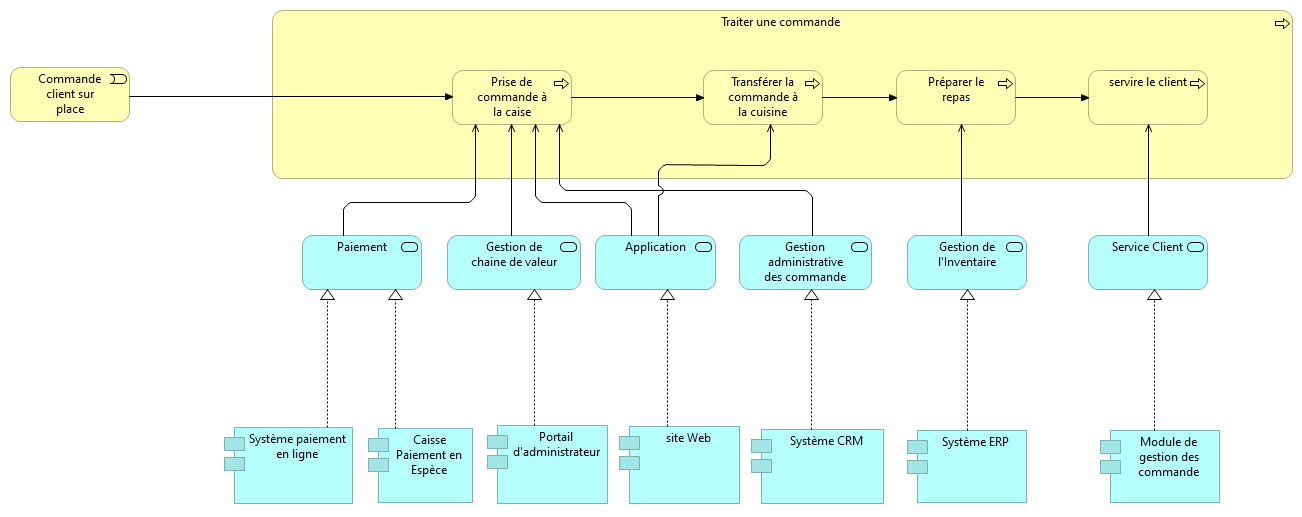 Traiter une commande
Commande
client sur
place
Prise de
commande à
la caise
Transférer la
commande à
la cuisine
Préparer le
repas
servire le client
Paiement
Gestion de
chaine de valeur
Application
Gestion
administrative
des commande
Gestion de
l'Inventaire
Service Client
Système paiement
en ligne
Caisse
Paiement en
Espèce
Portail
d'administrateur
site Web
Système CRM
Système ERP
Module de
gestion des
commande